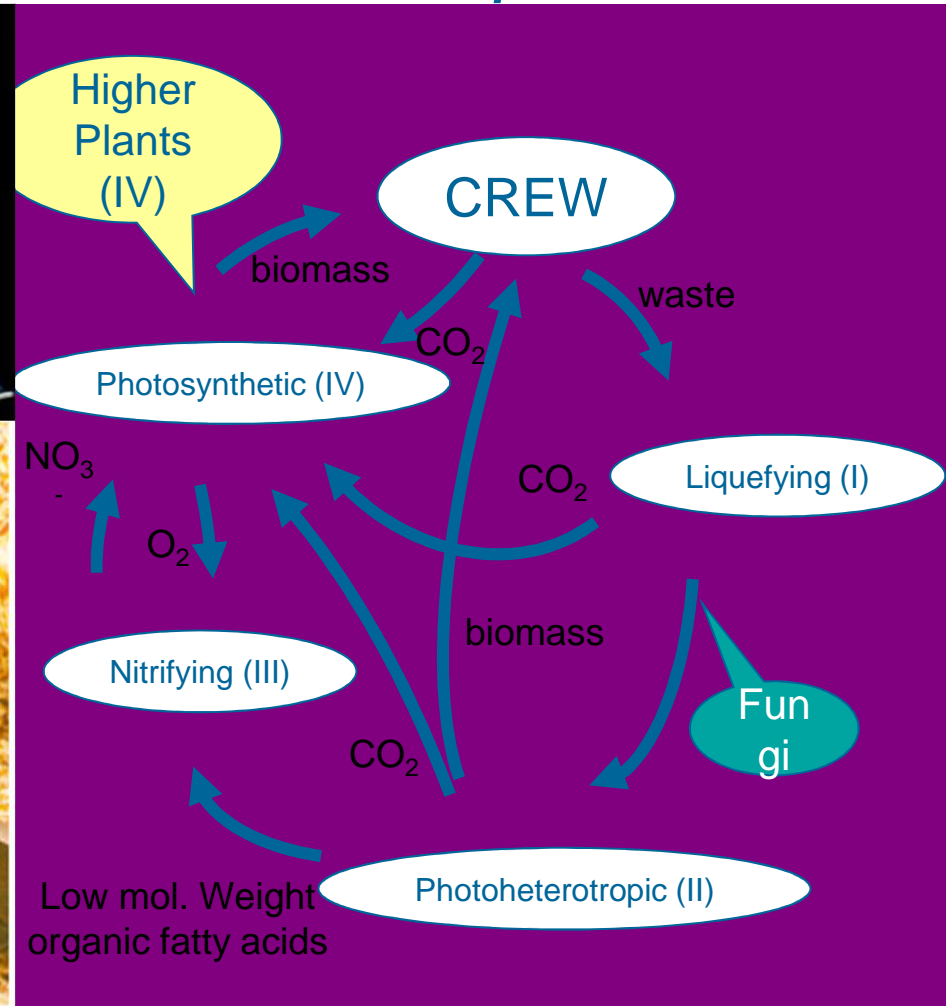 Higher
Plants
(IV)
CREW
biomass
waste
CO2
Photosynthetic (IV)
NO3
-
CO2
Liquefying (I)
O2
biomass
Nitrifying (III)
Fun
gi
CO2
Photoheterotropic (II)
Low mol. Weight
organic fatty acids